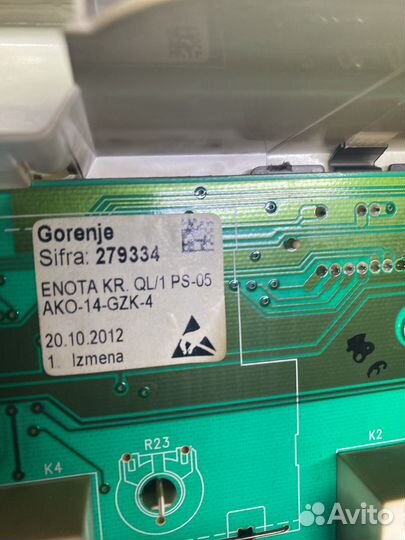 Gorenje
Sifra: 279334
ENOTA KR. QL/1 PS-05
AKO-14-GZK-4
20.10.2012
1. Izmena
R23
K4
K2
Avito